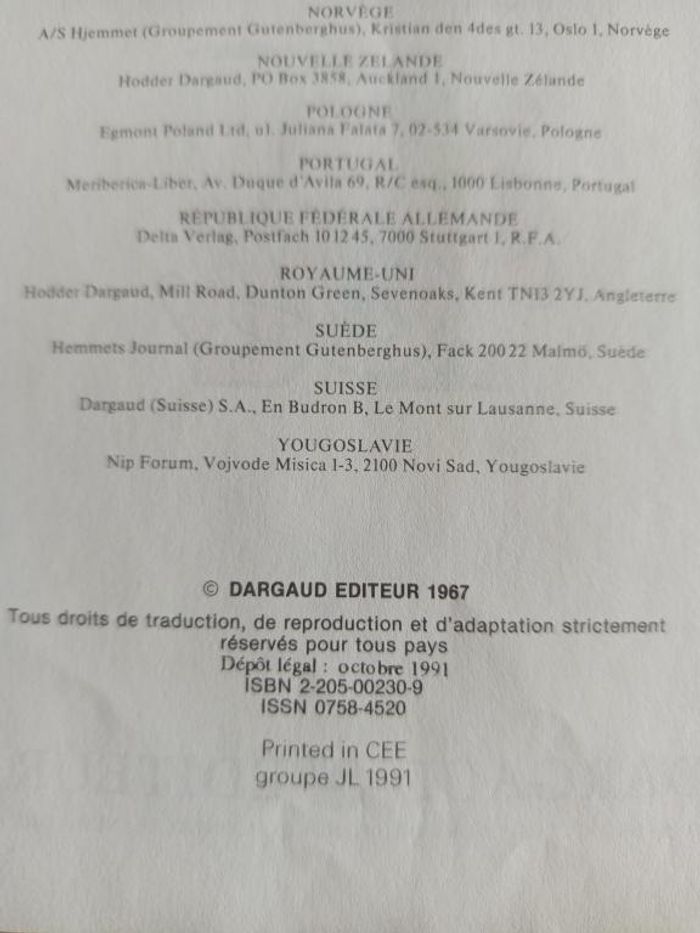 NORVÈGE
A/S Hjemmet (Groupement Gutenberghus), Kristian den 4des gt. 13, Oslo 1, Norvège
NOUVELLE ZELANDE
Hodder Dargaud, PO Box 3858, Auckland 1, Nouvelle Zélande
POLOGNE
Egmont Poland Ltd, ul. Juliana Falata 7, 02-534 Varsovie, Pologne
PORTUGAL
Meriberica-Liber, Av. Duque d'Avila 69, R/C esq., 1000 Lisbonne, Portugal
RÉPUBLIQUE FÉDÉRALE ALLEMANDE
Delta Verlag, Postfach 10 12 45, 7000 Stuttgart 1, R.F.A.
ROYAUME-UNI
Hodder Dargaud, Mill Road, Dunton Green, Sevenoaks, Kent TN13 2YJ, Angleterre
SUÈDE
Hemmets Journal (Groupement Gutenberghus), Fack 200 22 Malmö, Suède
SUISSE
Dargaud (Suisse) S.A., En Budron B, Le Mont sur Lausanne, Suisse
YOUGOSLAVIE
Nip Forum, Vojvode Misica 1-3, 2100 Novi Sad, Yougoslavie
© DARGAUD EDITEUR 1967
Tous droits de traduction, de reproduction et d'adaptation strictement
réservés pour tous pays
Dépôt légal : octobre 1991
ISBN 2-205-00230-9
ISSN 0758-4520
Printed in CEE
groupe JL 1991